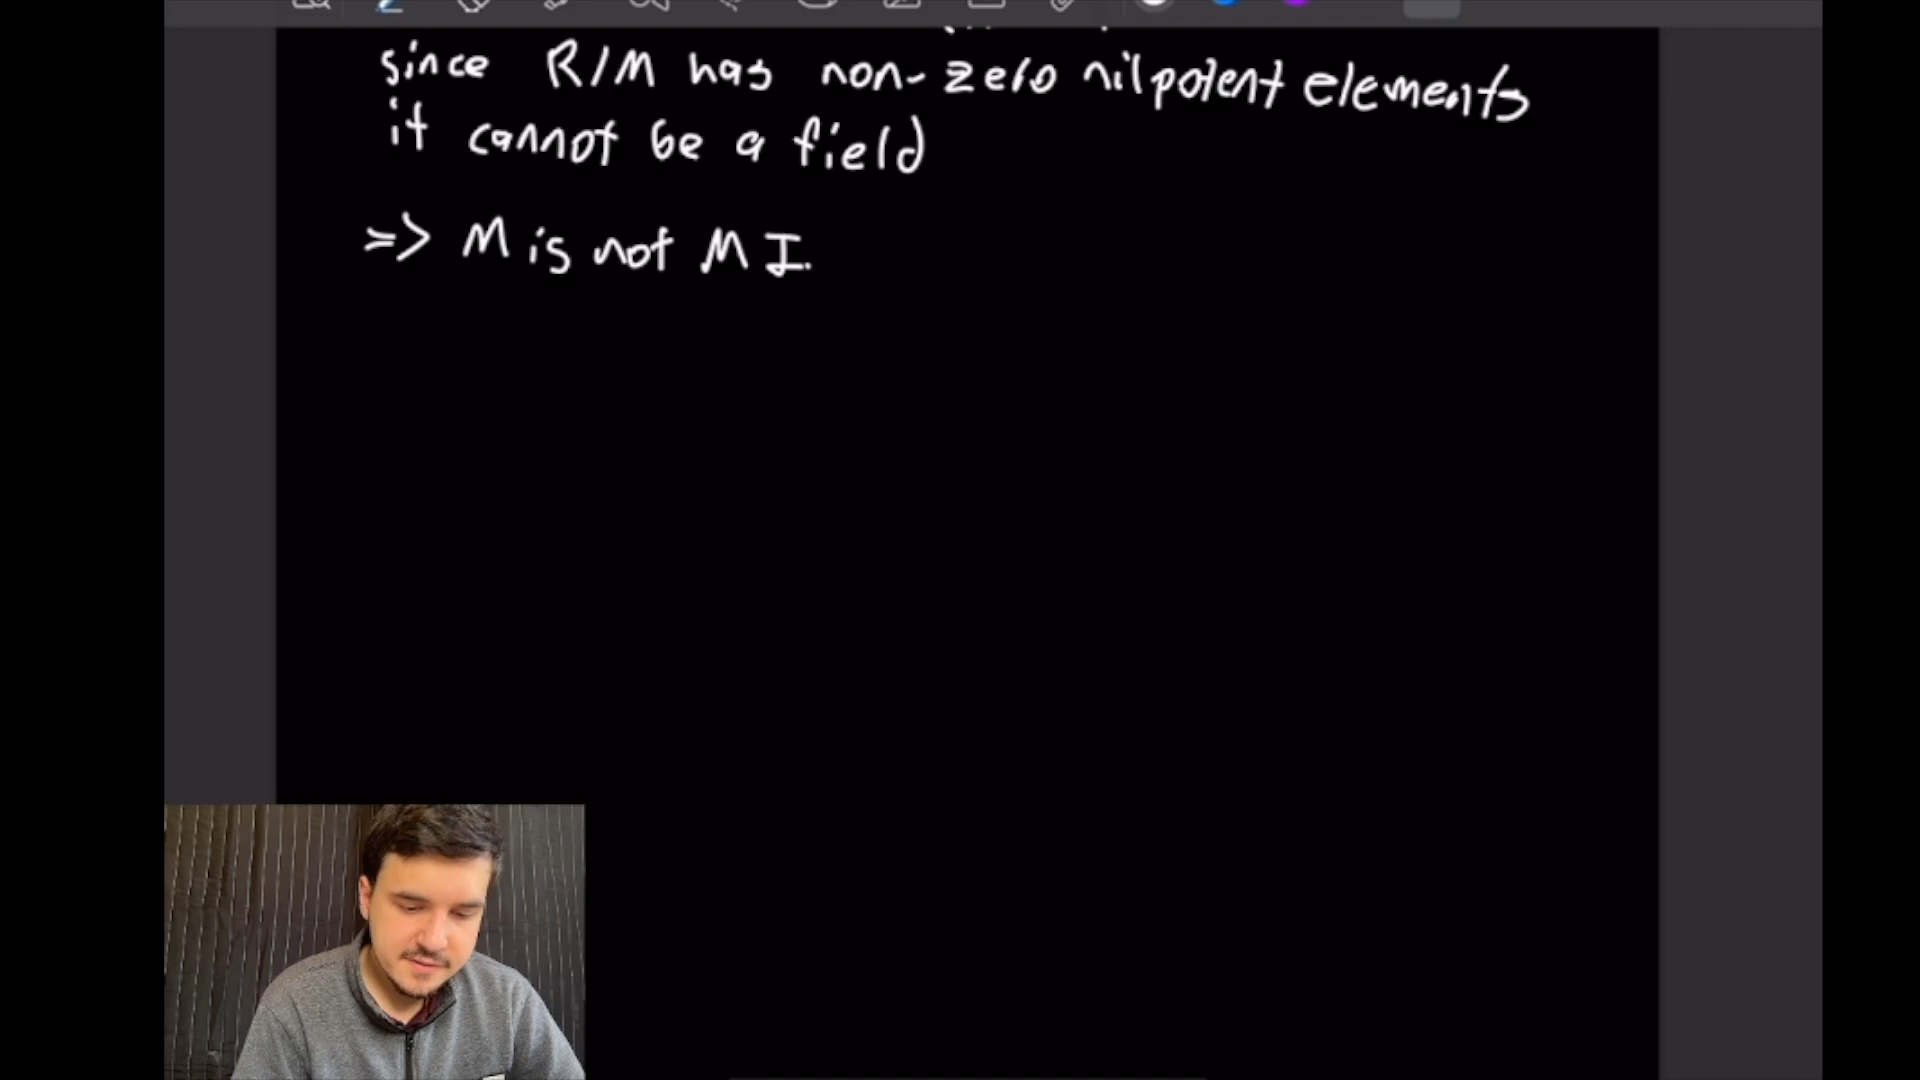 since R/M has non-zero nilpotent elements
it cannot be a field
=> M is not M I.